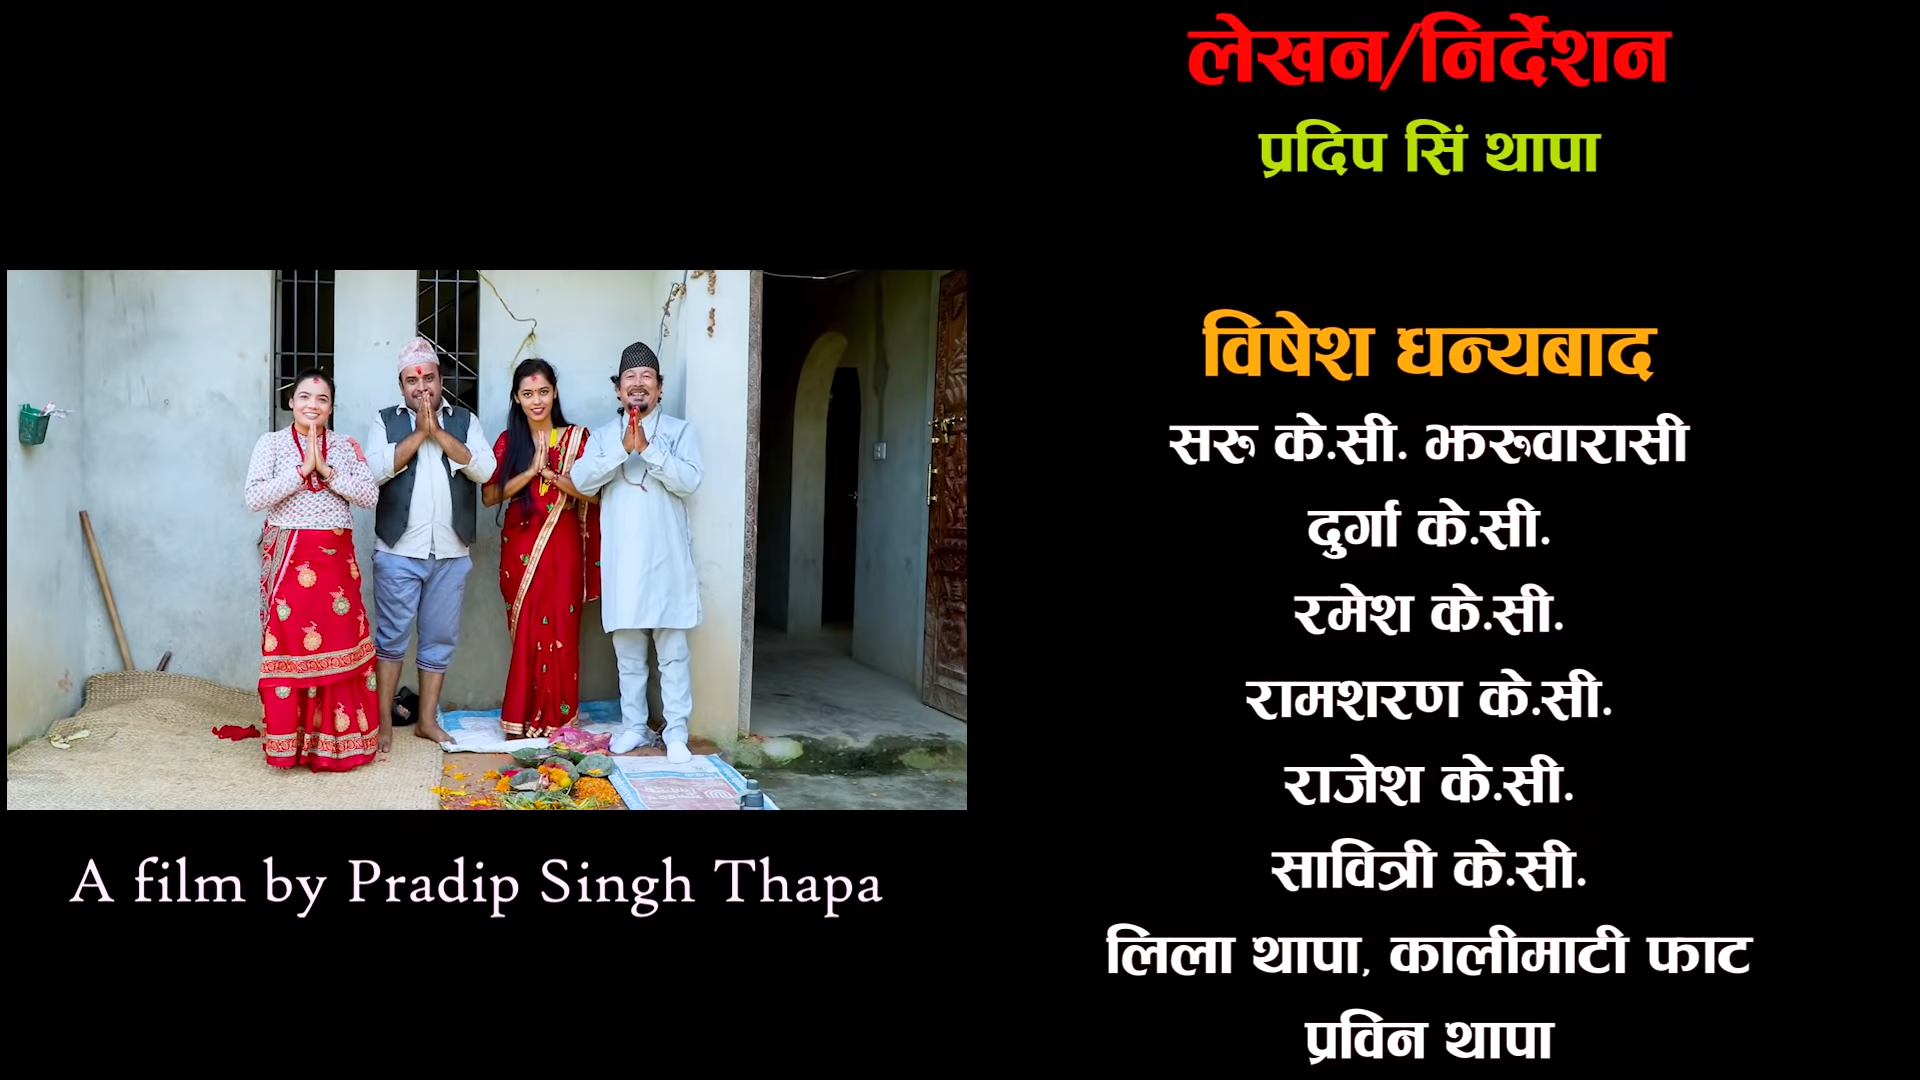 लेखन/निर्देशन
प्रदिप सिं थापा
विषेश धन्यबाद
सरु के.सी. झरुवारासी
दुर्गा के.सी.
रमेश के.सी.
रामशरण के.सी.
राजेश के.सी.
सावित्री के.सी.
लिला थापा, कालीमाटी फाट
प्रविन थापा
A film by Pradip Singh Thapa